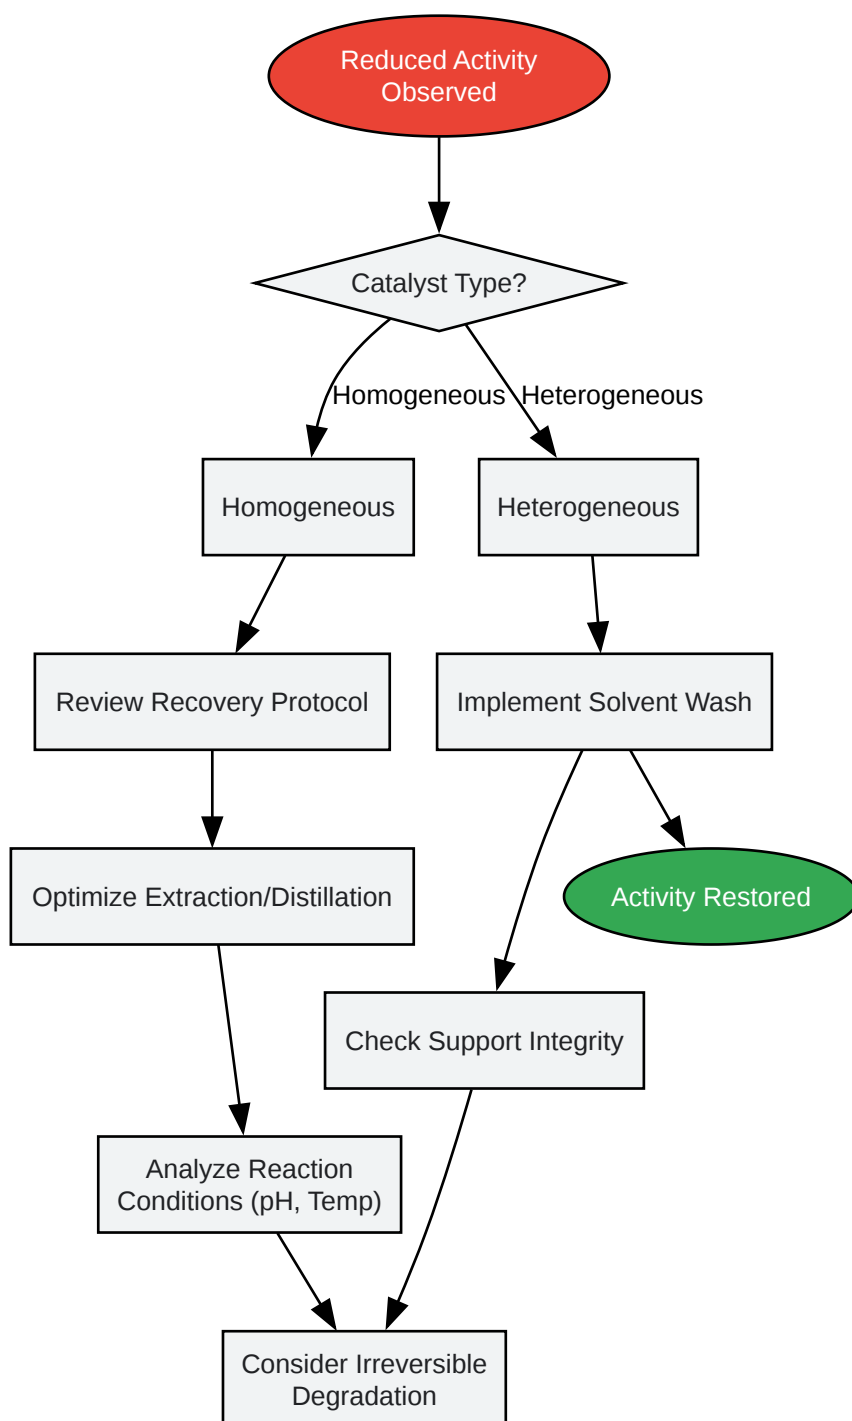 Reduced Activity
Observed
Catalyst Type?
Homogeneous
Heterogeneous
Homogeneous
Heterogeneous
Review Recovery Protocol
Implement Solvent Wash
Optimize Extraction/Distillation
Activity Restored
Check Support Integrity
Analyze Reaction
Conditions (pH, Temp)
Consider Irreversible
Degradation